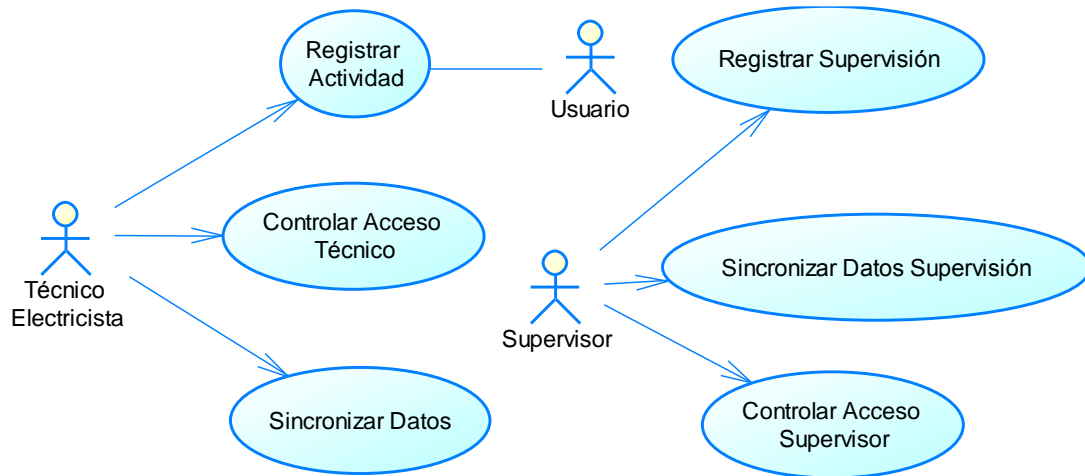 Registrar
Actividad
Usuario
Registrar Supervisión
Controlar Acceso
Técnico
Técnico
Electricista
Sincronizar Datos Supervisión
Supervisor
Sincronizar Datos
Controlar Acceso
Supervisor